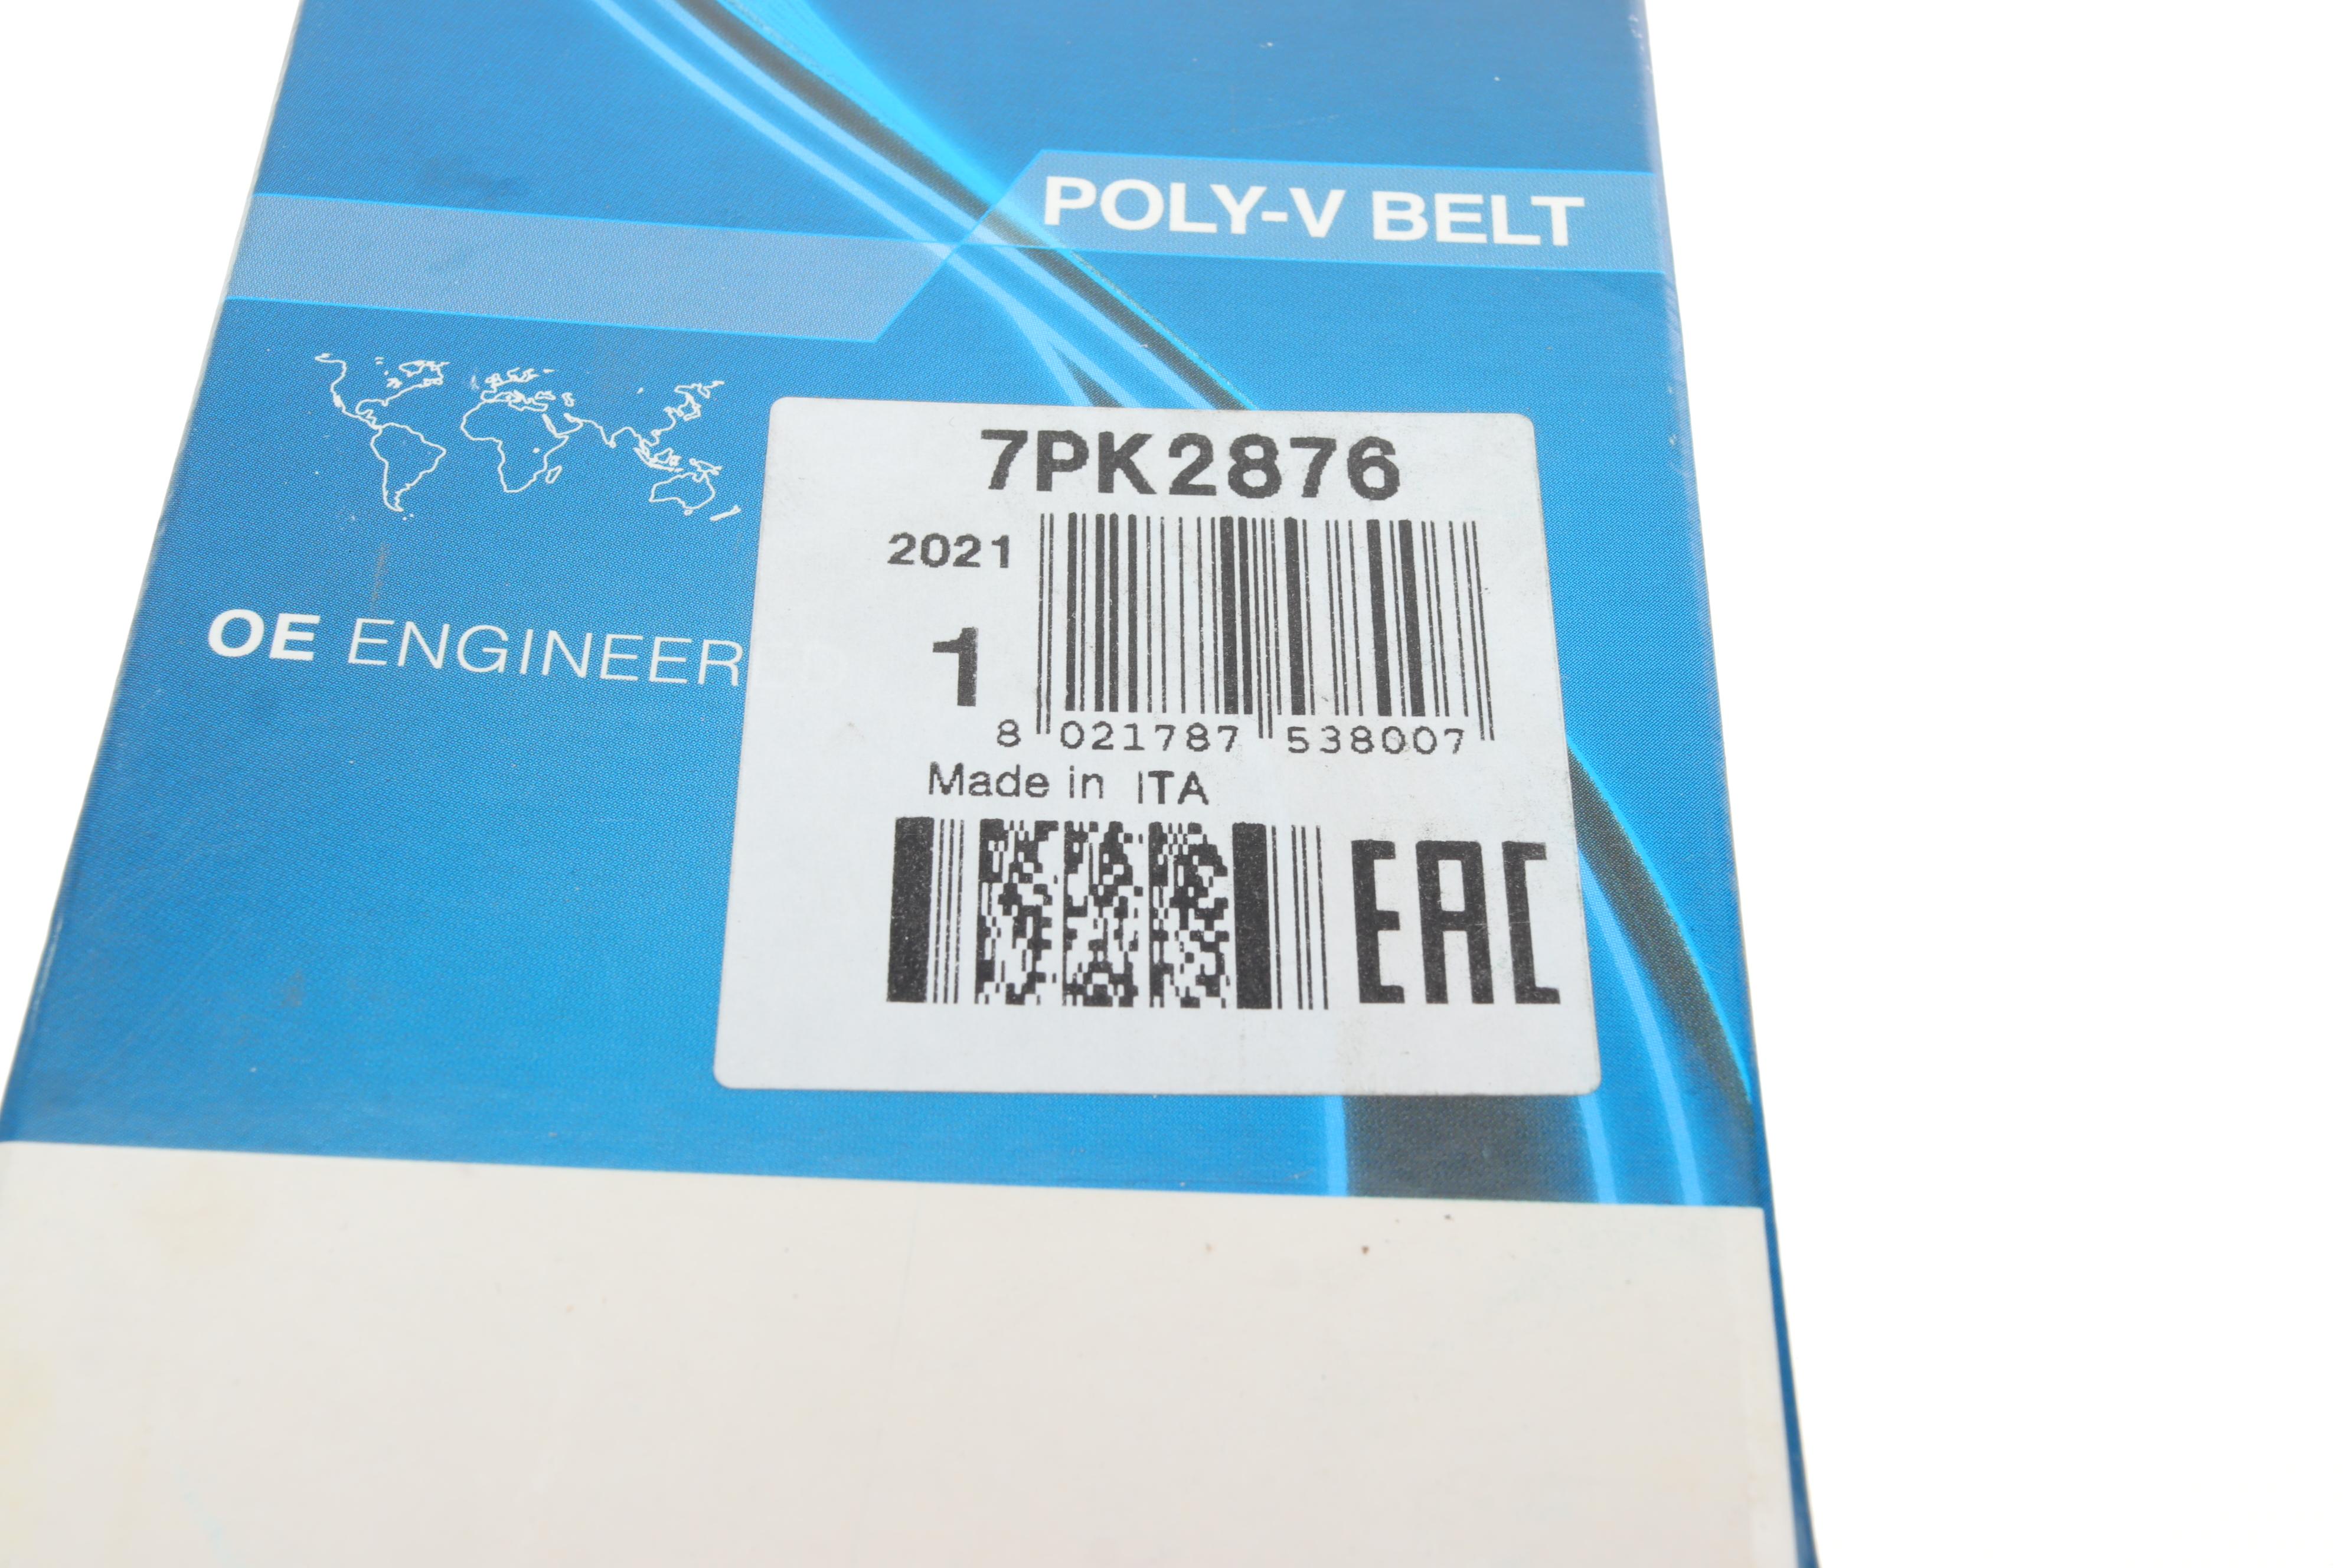 POLY-V BELT
7PK2876
2021
1
8 021787 538007
OE ENGINEERED
Made in ITA
EAC